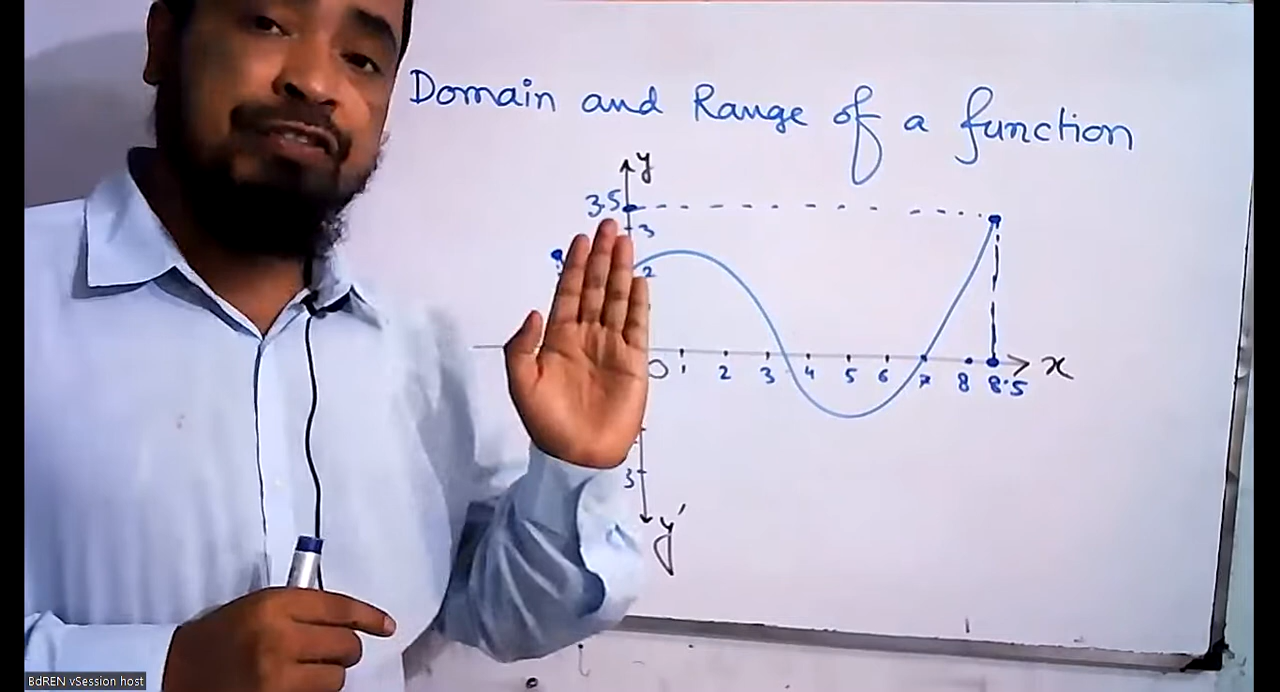 Domain and Range of a function
y
3.5
3
2
0 1 2 3 4 5 6 7 8 8.5 x
3
y'
BdREN vSession host